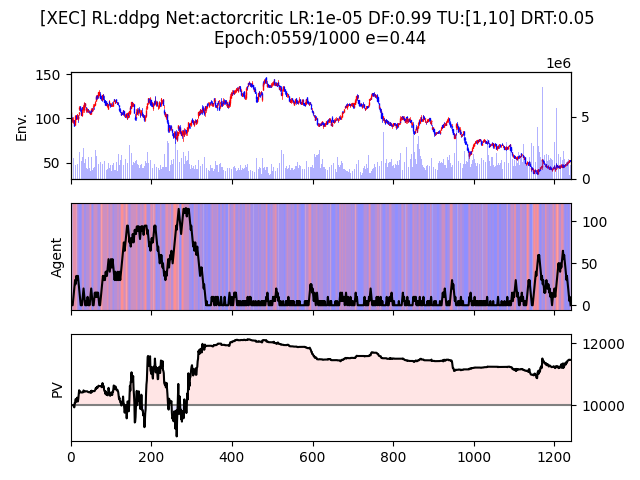 [XEC] RL:ddpg Net:actorcritic LR:1e-05 DF:0.99 TU:[1,10] DRT:0.05
Epoch:0559/1000 e=0.44
1e6
150
100
50
Env.
5
0
Agent
100
50
0
PV
12000
10000
0
200
400
600
800
1000
1200